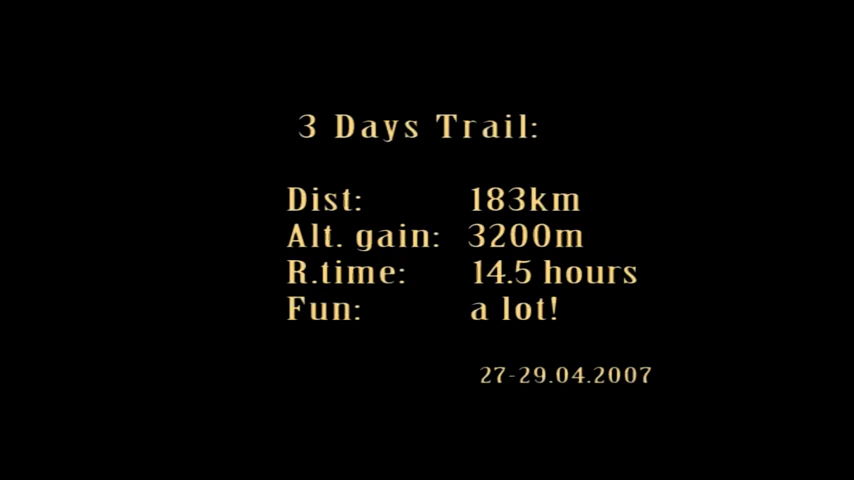 3 Days Trail:
Dist: 183km
Alt. gain: 3200m
R.time: 14.5 hours
Fun: a lot!
27-29.04.2007